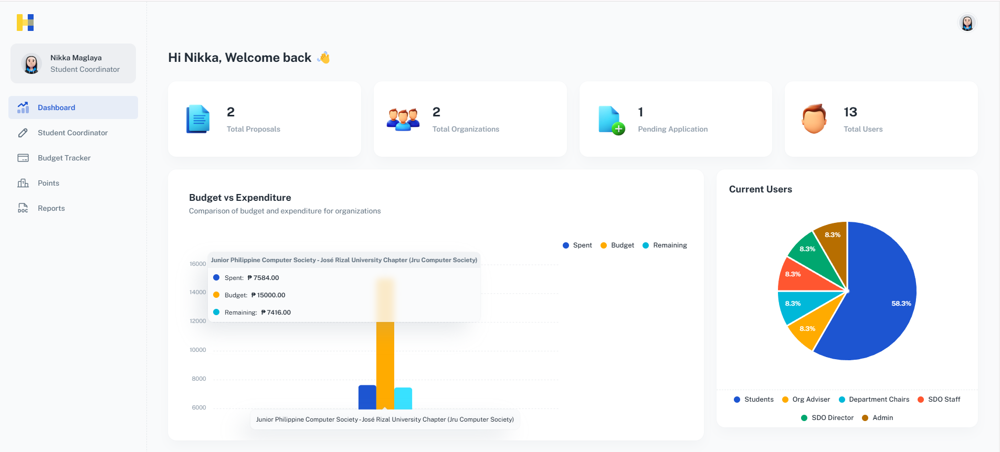 Nikka Maglaya
Student Coordinator
Dashboard
Student Coordinator
Budget Tracker
Points
Reports
DOC
Hi Nikka, Welcome back 👋
2
Total Proposals
2
Total Organizations
1
Pending Application
13
Total Users
Budget vs Expenditure
Comparison of budget and expenditure for organizations
Spent Budget Remaining
16000
14000
12000
10000
8000
6000
Junior Philippine Computer Society - José Rizal University Chapter (Jru Computer Society)
Spent: ₱ 7584.00
Budget: ₱ 15000.00
Remaining: ₱ 7416.00
Junior Philippine Computer Society - José Rizal University Chapter (Jru Computer Society)
Current Users
8.3%
8.3%
8.3%
8.3%
8.3%
58.3%
Students Org Adviser Department Chairs SDO Staff
SDO Director Admin